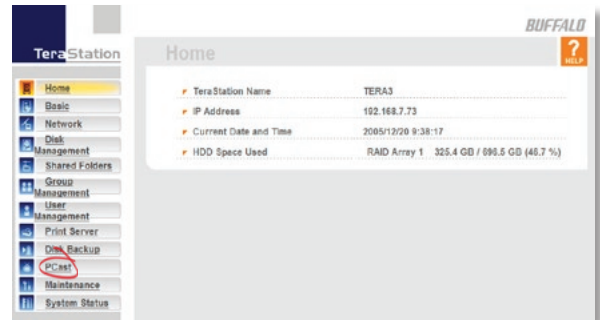 BUFFALO
TeraStation
Home
?
HELP
Home
Basic
Network
Disk
Management
Shared Folders
Group
Management
User
Management
Print Server
Disk Backup
PCast
Maintenance
System Status
TeraStation Name TERA3
IP Address 192.168.7.73
Current Date and Time 2005/12/20 9:38:17
HDD Space Used RAID Array 1 325.4 GB / 696.5 GB (46.7 %)